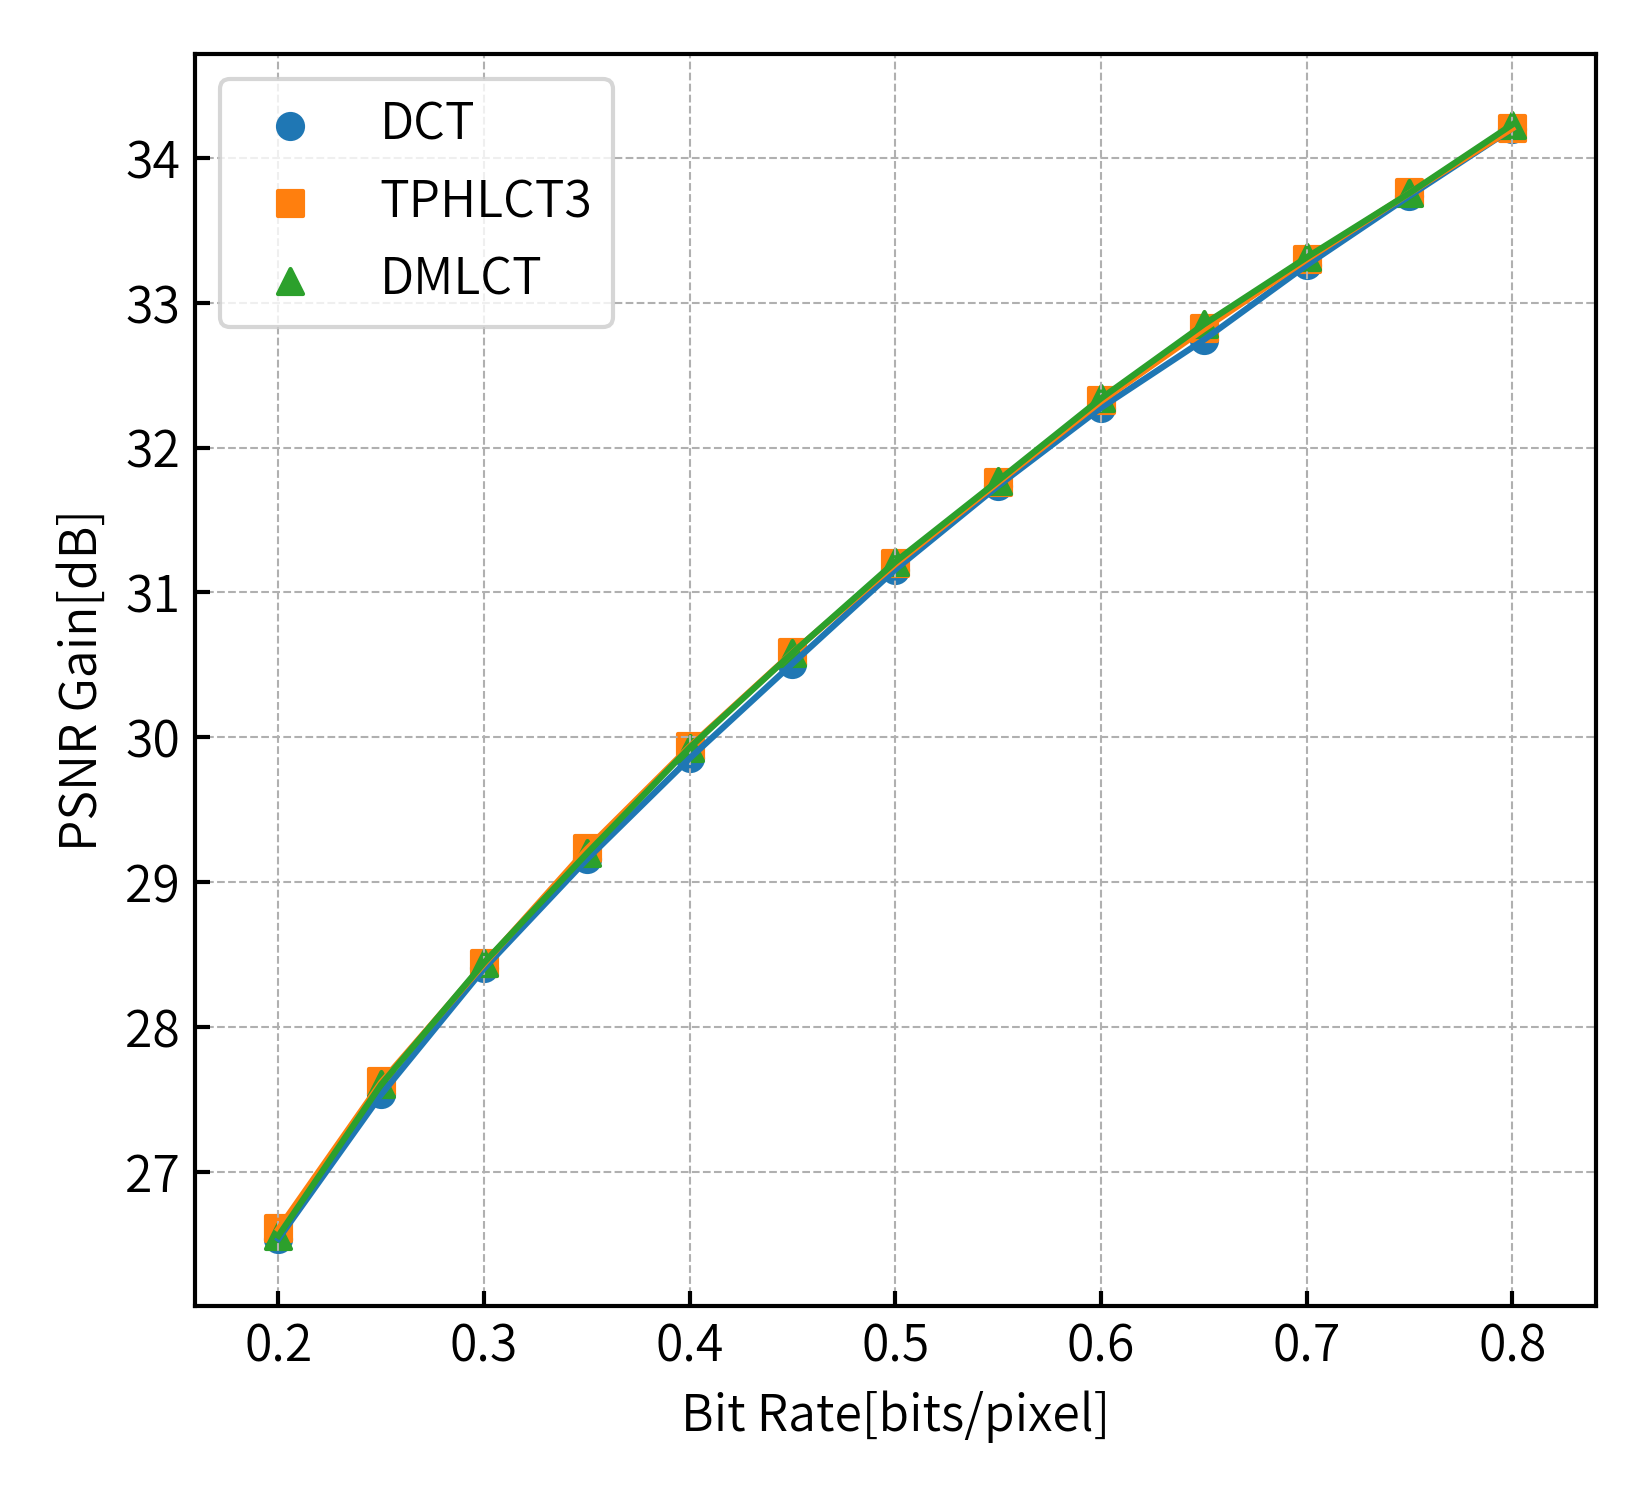 DCT
TPHLCT3
DMLCT
34
33
32
31
30
29
28
27
PSNR Gain[dB]
0.2 0.3 0.4 0.5 0.6 0.7 0.8
Bit Rate[bits/pixel]